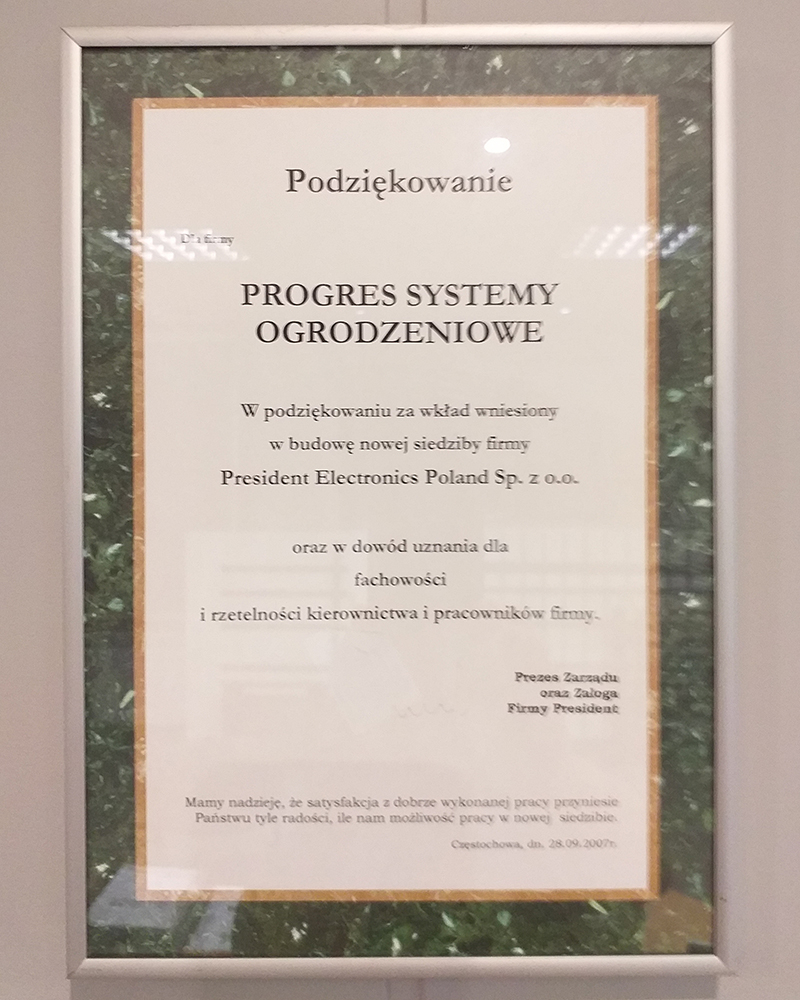 Podziękowanie
Dla firmy
PROGRES SYSTEMY
OGRODZENIOWE
W podziękowaniu za wkład wniesiony
w budowę nowej siedziby firmy
President Electronics Poland Sp. z o.o.
oraz w dowód uznania dla
fachowości
i rzetelności kierownictwa i pracowników firmy.
Prezes Zarządu
oraz Załoga
Firmy President
Mamy nadzieję, że satysfakcja z dobrze wykonanej pracy przyniesie
Państwu tyle radości, ile nam możliwość pracy w nowej siedzibie.
Częstochowa, dn. 28.09.2007r.